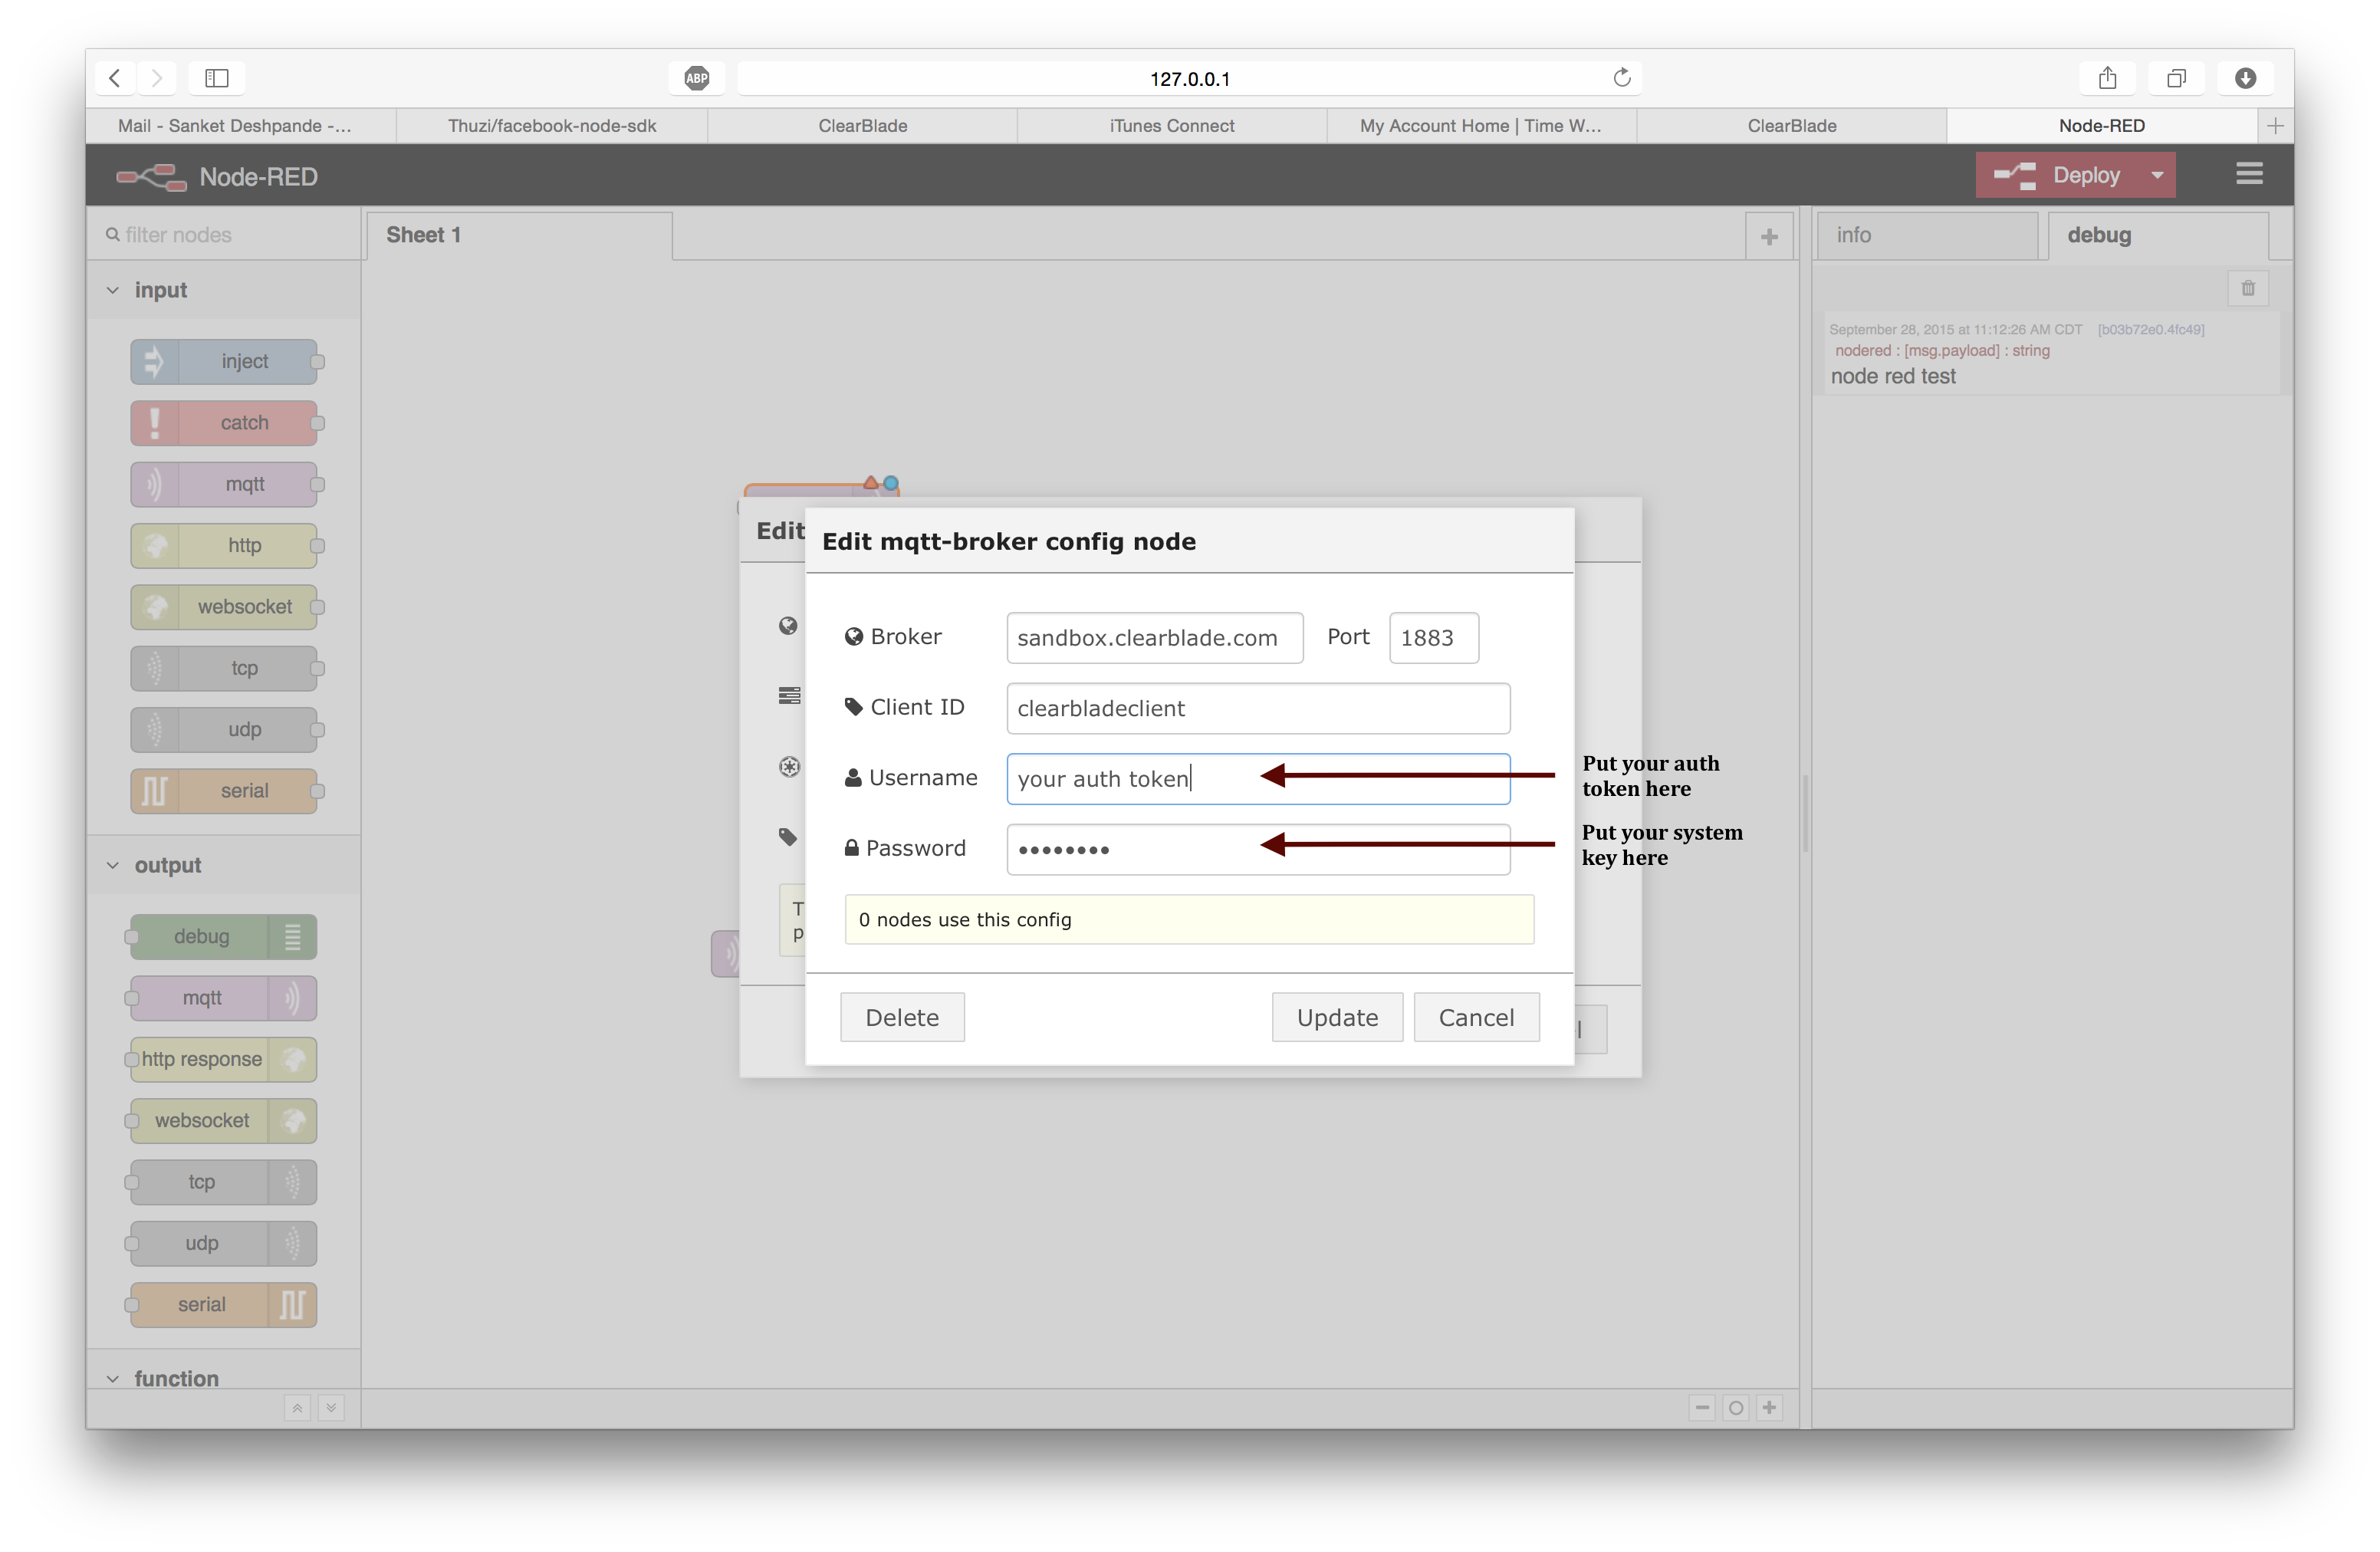 ABP
127.0.0.1
Mail - Sanket Deshpande -...
Thuzi/facebook-node-sdk
ClearBlade
iTunes Connect
My Account Home | Time W...
ClearBlade
Node-RED
Node-RED
Deploy
filter nodes
Sheet 1
info
debug
input
inject
catch
mqtt
http
websocket
tcp
udp
serial
output
debug
mqtt
http response
websocket
tcp
udp
serial
function
September 28, 2015 at 11:12:26 AM CDT [b03b72e0.4fc49]
nodered : [msg.payload] : string
node red test
Edit
T
p
l
Edit mqtt-broker config node
Broker sandbox.clearblade.com Port 1883
Client ID clearbladeclient
Username your auth token
Password ••••••••
0 nodes use this config
Delete Update Cancel
Put your auth
token here
Put your system
key here